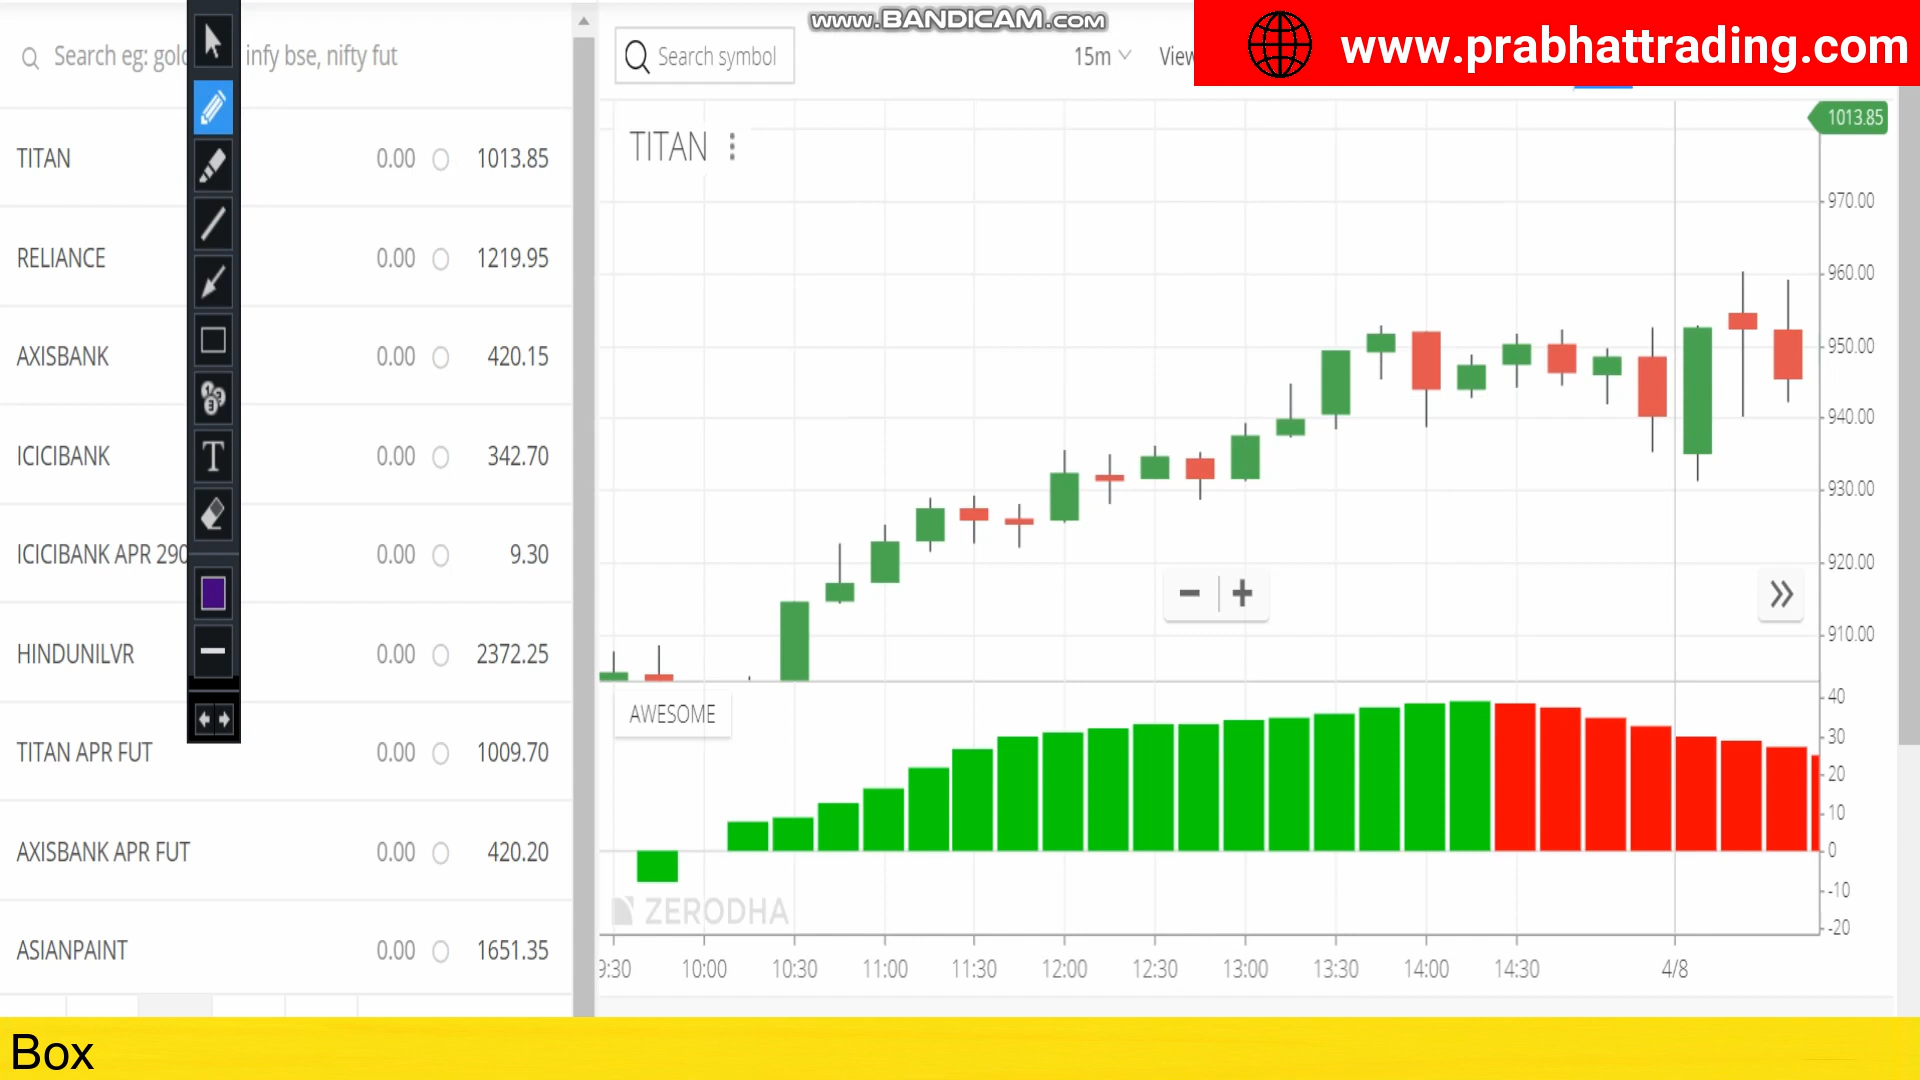 www.BANDICAM.com
www.prabhattrading.com
Search eg: infy bse, nifty fut
Search symbol
15m
View
TITAN 0.00 1013.85
RELIANCE 0.00 1219.95
AXISBANK 0.00 420.15
ICICIBANK 0.00 342.70
ICICIBANK APR 290 0.00 9.30
HINDUNILVR 0.00 2372.25
TITAN APR FUT 0.00 1009.70
AXISBANK APR FUT 0.00 420.20
ASIANPAINT 0.00 1651.35
T
TITAN
1013.85
970.00
960.00
950.00
940.00
930.00
920.00
910.00
AWESOME
40
30
20
10
0
-10
-20
ZERODHA
9:30 10:00 10:30 11:00 11:30 12:00 12:30 13:00 13:30 14:00 14:30 4/8
Box